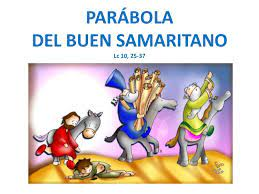 PARÁBOLA
DEL BUEN SAMARITANO
Lc 10, 25-37